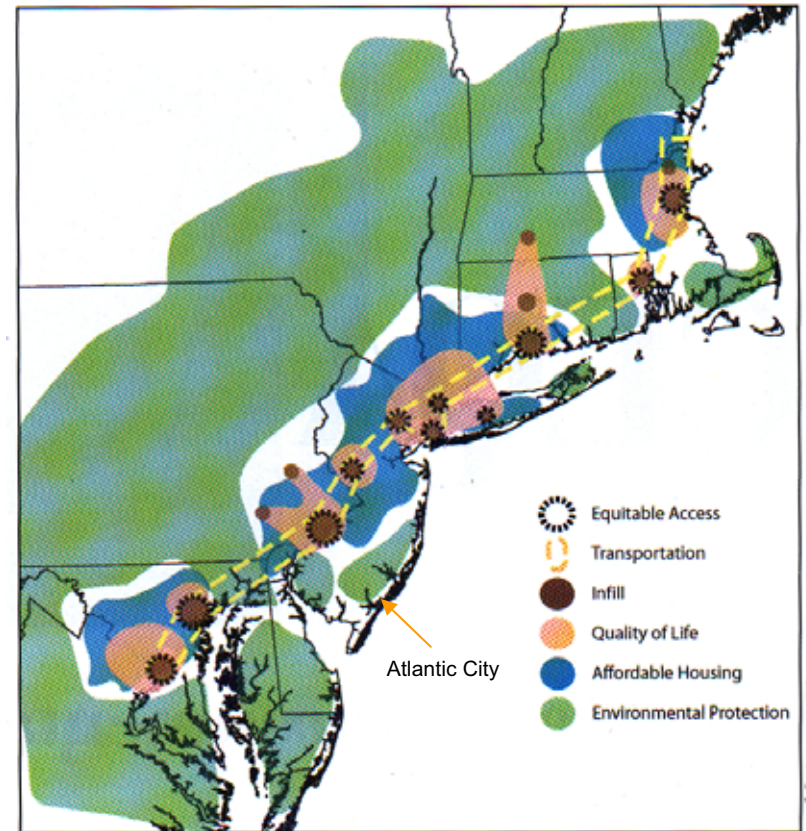 Equitable Access
Transportation
Infill
Quality of Life
Affordable Housing
Environmental Protection
Atlantic City